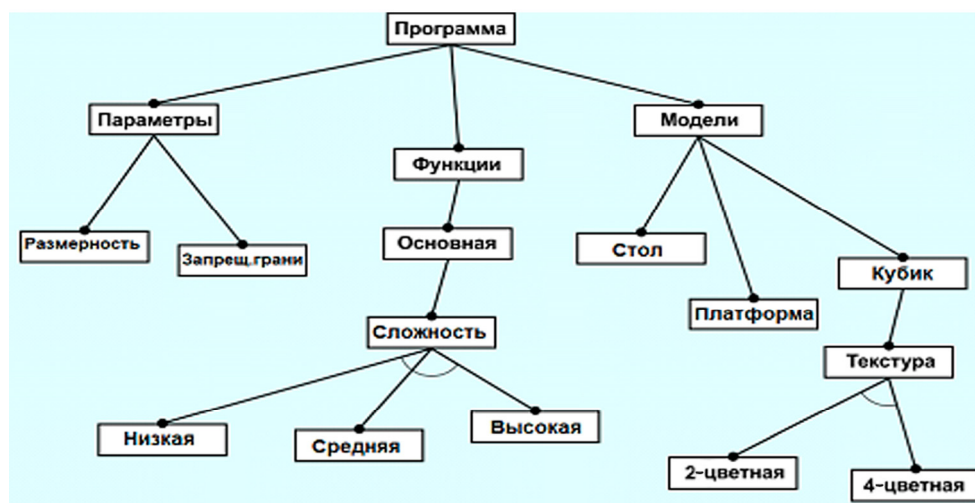 Программа
Параметры
Модели
Функции
Размерность
Запрещ.грани
Основная
Стол
Кубик
Платформа
Сложность
Текстура
Низкая
Средняя
Высокая
2-цветная
4-цветная